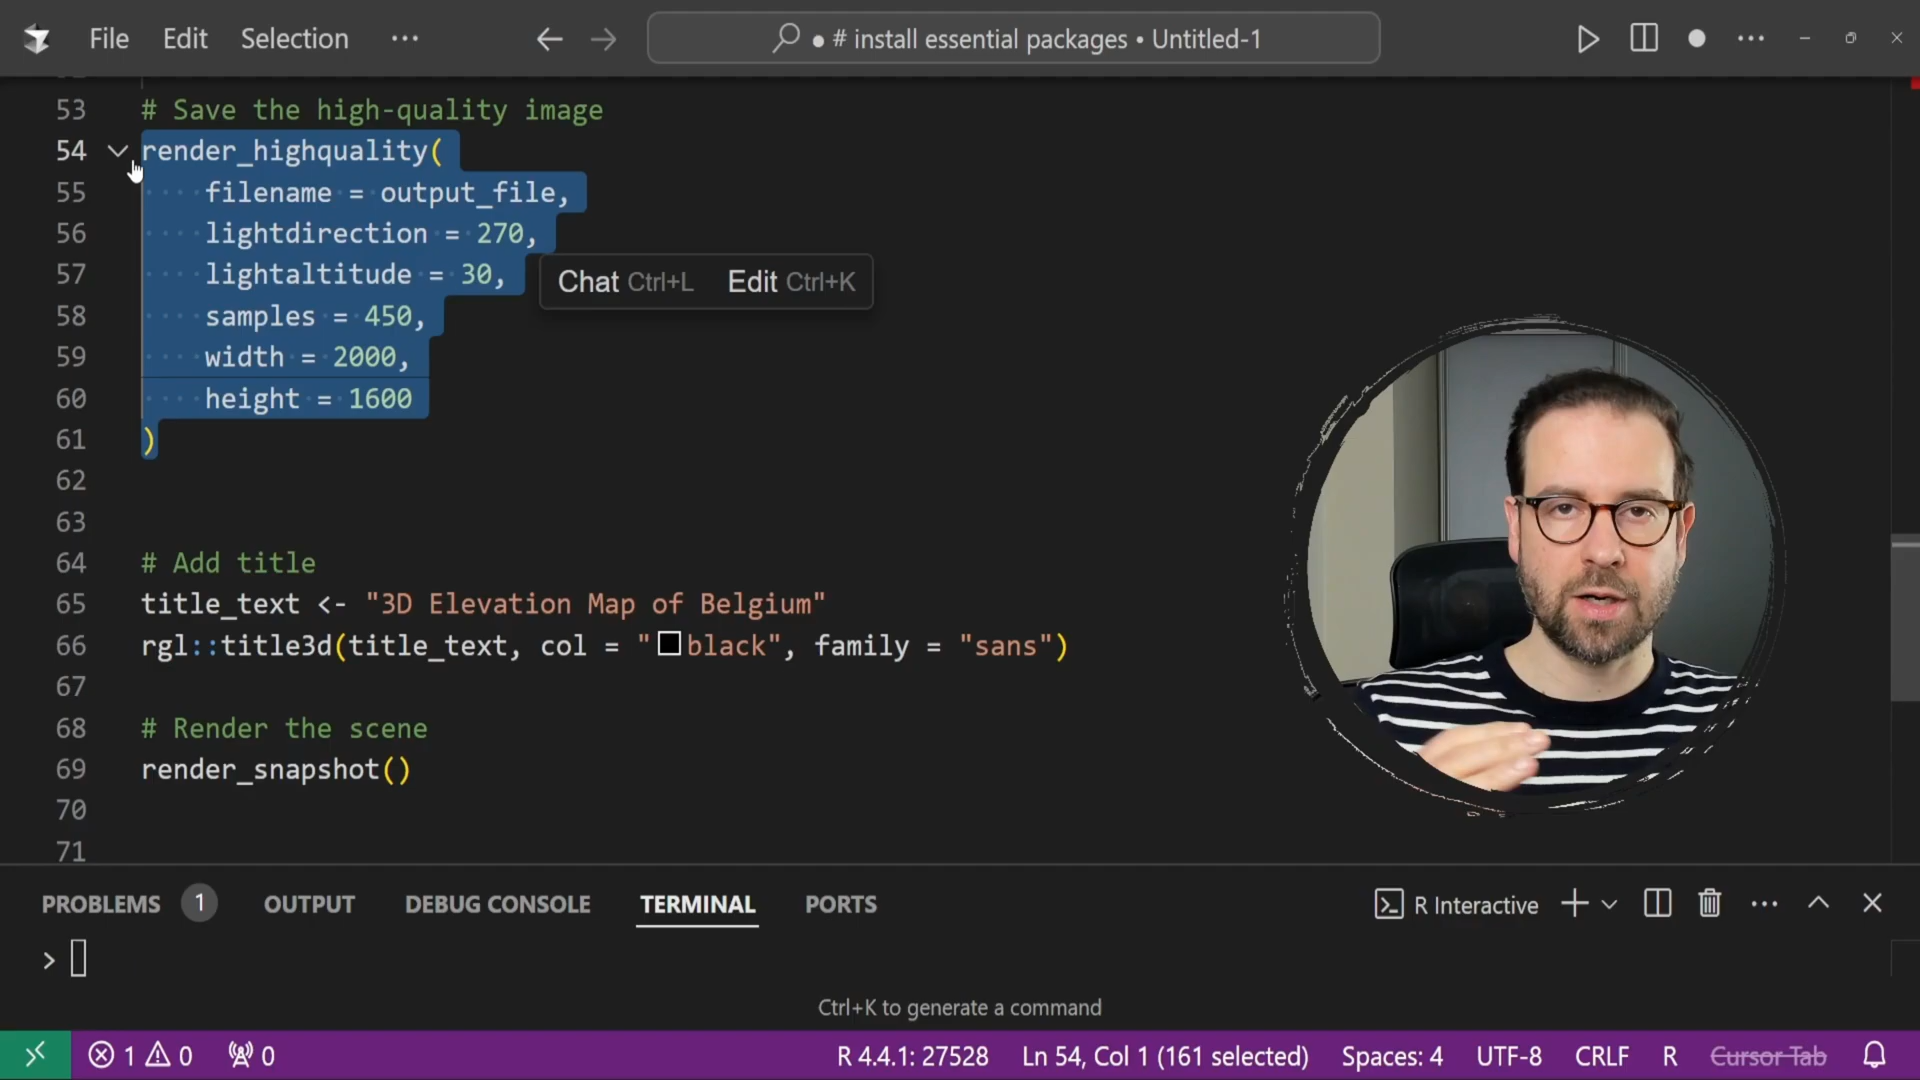 File Edit Selection ···
# install essential packages • Untitled-1
53 # Save the high-quality image
54 render_highquality(
55 filename = output_file,
56 lightdirection = 270,
57 lightaltitude = 30,
Chat Ctrl+L Edit Ctrl+K
58 samples = 450,
59 width = 2000,
60 height = 1600
61 )
62
63
64 # Add title
65 title_text <- "3D Elevation Map of Belgium"
66 rgl::title3d(title_text, col = "black", family = "sans")
67
68 # Render the scene
69 render_snapshot()
70
71
PROBLEMS 1 OUTPUT DEBUG CONSOLE TERMINAL PORTS R Interactive
>
Ctrl+K to generate a command
1 0 0 R 4.4.1: 27528 Ln 54, Col 1 (161 selected) Spaces: 4 UTF-8 CRLF R Cursor Tab